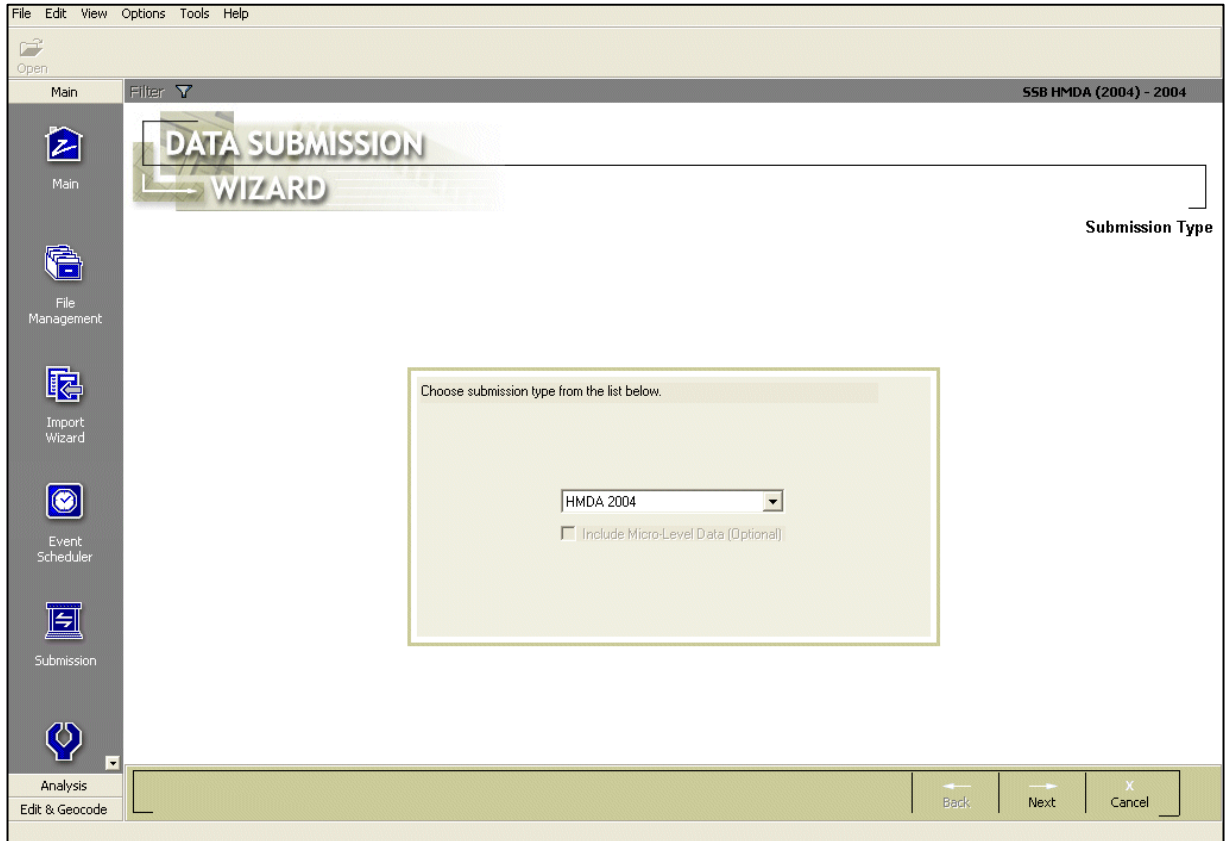 File Edit View Options Tools Help
Open
Main
Filter
SSB HMDA (2004) - 2004
Main
File
Management
Import
Wizard
Event
Scheduler
Submission
DATA SUBMISSION
WIZARD
Submission Type
Choose submission type from the list below.
HMDA 2004
Include Micro-Level Data (Optional)
Analysis
Edit & Geocode
Back
Next
X
Cancel